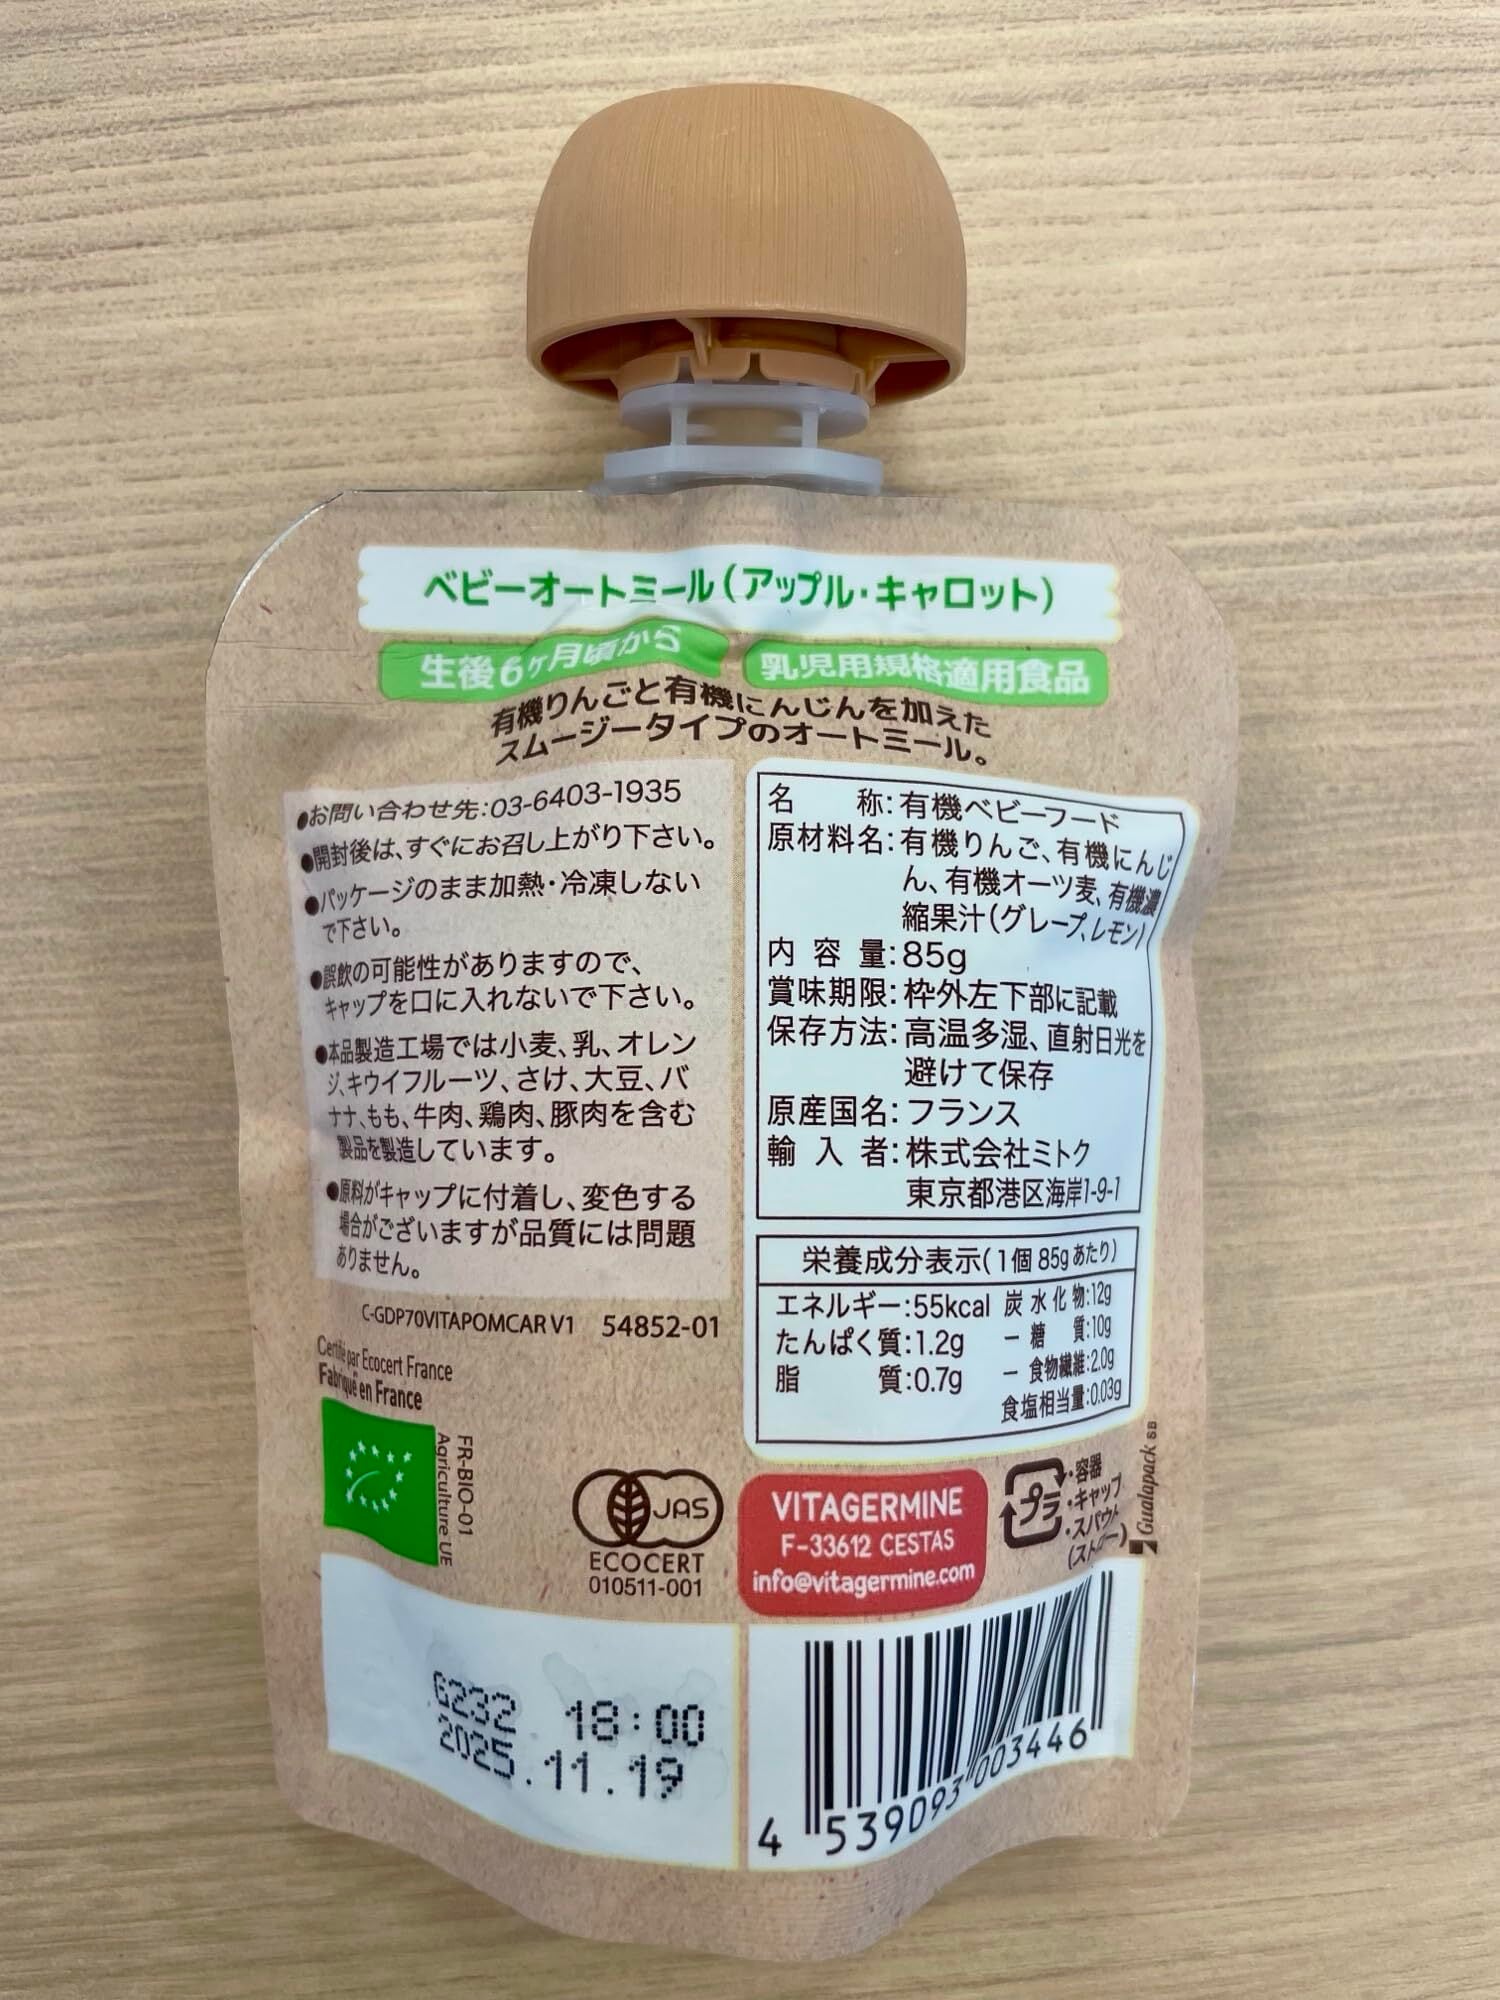 ベビーオートミール(アップル・キャロット)
生後6ヶ月頃から
乳児用規格適用食品
有機りんごと有機にんじんを加えた
スムージータイプのオートミール。
●お問い合わせ先:03-6403-1935
●開封後は、すぐにお召し上がり下さい。
●パッケージのまま加熱・冷凍しない
で下さい。
●誤飲の可能性がありますので、
キャップを口に入れないで下さい。
●本品製造工場では小麦、乳、オレン
ジ、キウイフルーツ、さけ、大豆、バ
ナナ、もも、牛肉、鶏肉、豚肉を含む
製品を製造しています。
●原料がキャップに付着し、変色する
場合がございますが品質には問題
ありません。
C-GDP70VITAPOMCAR V1 54852-01
名称:有機ベビーフード
原材料名:有機りんご、有機にんじ
ん、有機オーツ麦、有機濃
縮果汁(グレープ、レモン)
内容量:85g
賞味期限:枠外左下部に記載
保存方法:高温多湿、直射日光を
避けて保存
原産国名:フランス
輸入者:株式会社ミトク
東京都港区海岸1-9-1
栄養成分表示(1個 85gあたり)
エネルギー:55kcal 炭水化物:12g
たんぱく質:1.2g ー糖質:10g
脂質:0.7g ー食物繊維:2.0g
食塩相当量:0.03g
Certifié par Ecocert France
Fabriqué en France
FR-BIO-01
Agriculture UE
JAS
ECOCERT
010511-001
VITAGERMINE
F-33612 CESTAS
info@vitagermine.com
プラ
・容器
・キャップ
・スパウト
(ストロー)
Gualapack SB
G232 18:00
2025.11.19
4 539093 003446